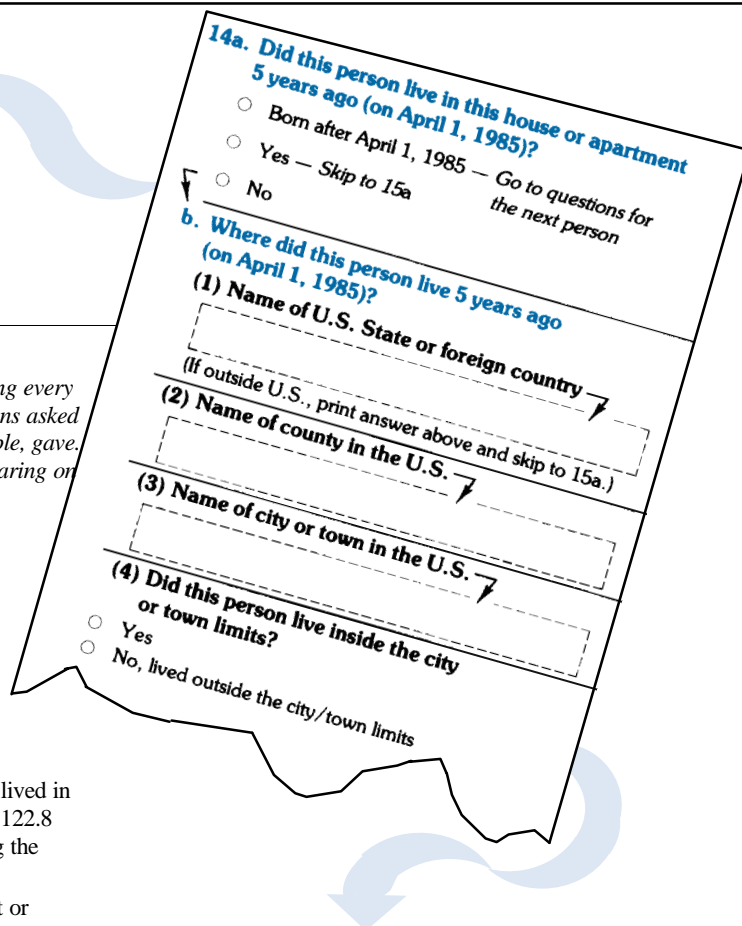 14a. Did this person live in this house or apartment
5 years ago (on April 1, 1985)?
Born after April 1, 1985 — Go to questions for
the next person
Yes — Skip to 15a
No
b. Where did this person live 5 years ago
(on April 1, 1985)?
(1) Name of U.S. State or foreign country
(If outside U.S., print answer above and skip to 15a.)
(2) Name of county in the U.S.
(3) Name of city or town in the U.S.
(4) Did this person live inside the city
or town limits?
Yes
No, lived outside the city/town limits
every
asked
gave.
on
lived in
122.8
the
or